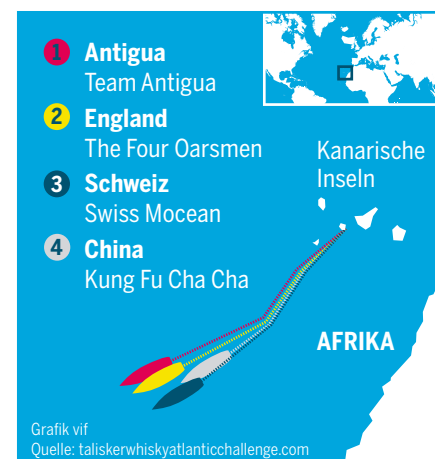 1 Antigua
Team Antigua
2 England
The Four Oarsmen
3 Schweiz
Swiss Mocean
4 China
Kung Fu Cha Cha
Kanarische
Inseln
AFRIKA
Grafik vif
Quelle: taliskerwhiskyatlanticchallenge.com